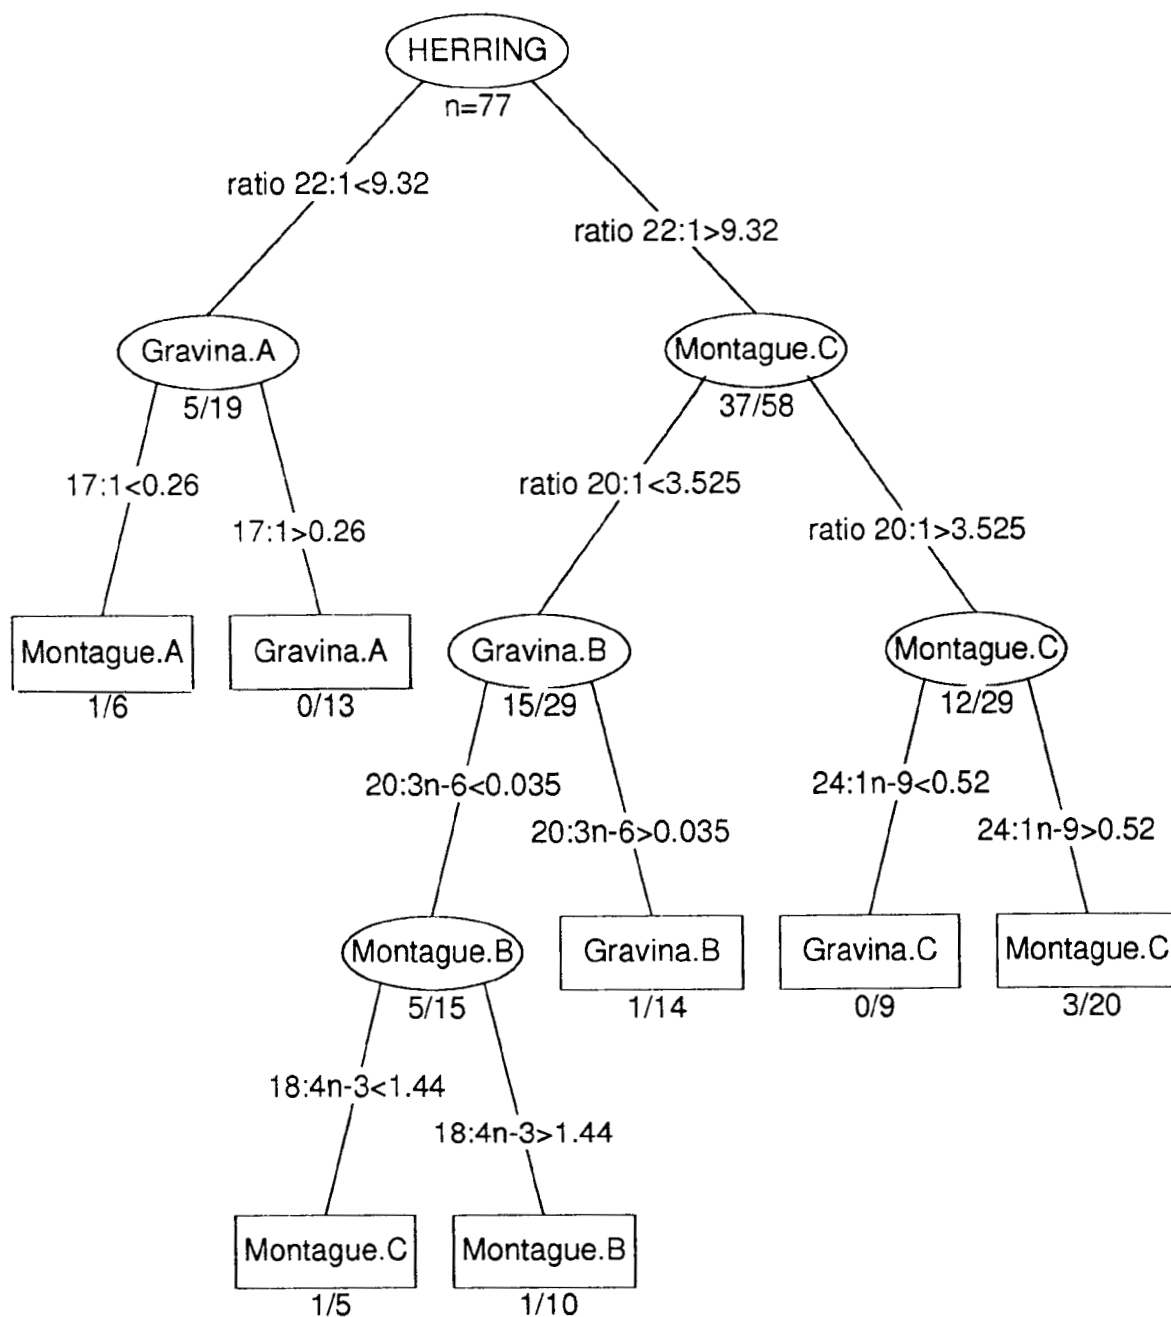 HERRING
n=77
ratio 22:1<9.32
ratio 22:1>9.32
Gravina.A
5/19
Montague.C
37/58
17:1<0.26
17:1>0.26
ratio 20:1<3.525
ratio 20:1>3.525
Montague.A
1/6
Gravina.A
0/13
Gravina.B
15/29
Montague.C
12/29
20:3n-6<0.035
20:3n-6>0.035
24:1n-9<0.52
24:1n-9>0.52
Montague.B
5/15
Gravina.B
1/14
Gravina.C
0/9
Montague.C
3/20
18:4n-3<1.44
18:4n-3>1.44
Montague.C
1/5
Montague.B
1/10